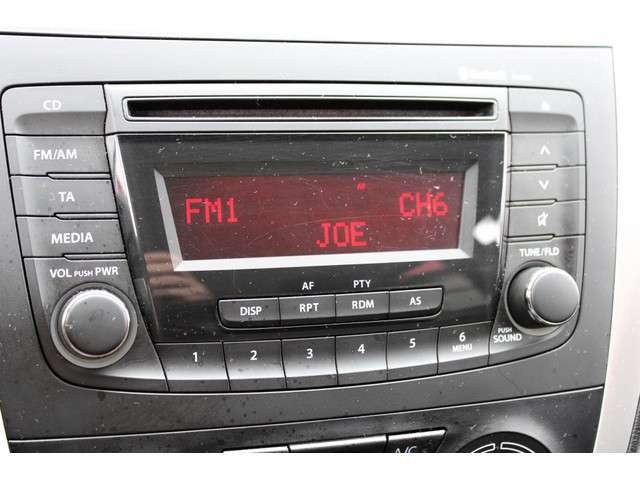 Bluetooth
CD
FM/AM
TA
MEDIA
VOL PUSH PWR
FM1 CH6
JOE
AF PTY
DISP RPT RDM AS
1 2 3 4 5 6 MENU
TUNE/FLD
PUSH SOUND
A/C